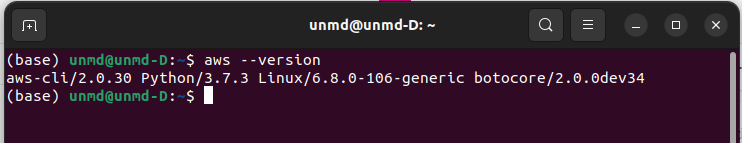 unmd@unmd-D: ~
(base) unmd@unmd-D:~$ aws --version
aws-cli/2.0.30 Python/3.7.3 Linux/6.8.0-106-generic botocore/2.0.0dev34
(base) unmd@unmd-D:~$